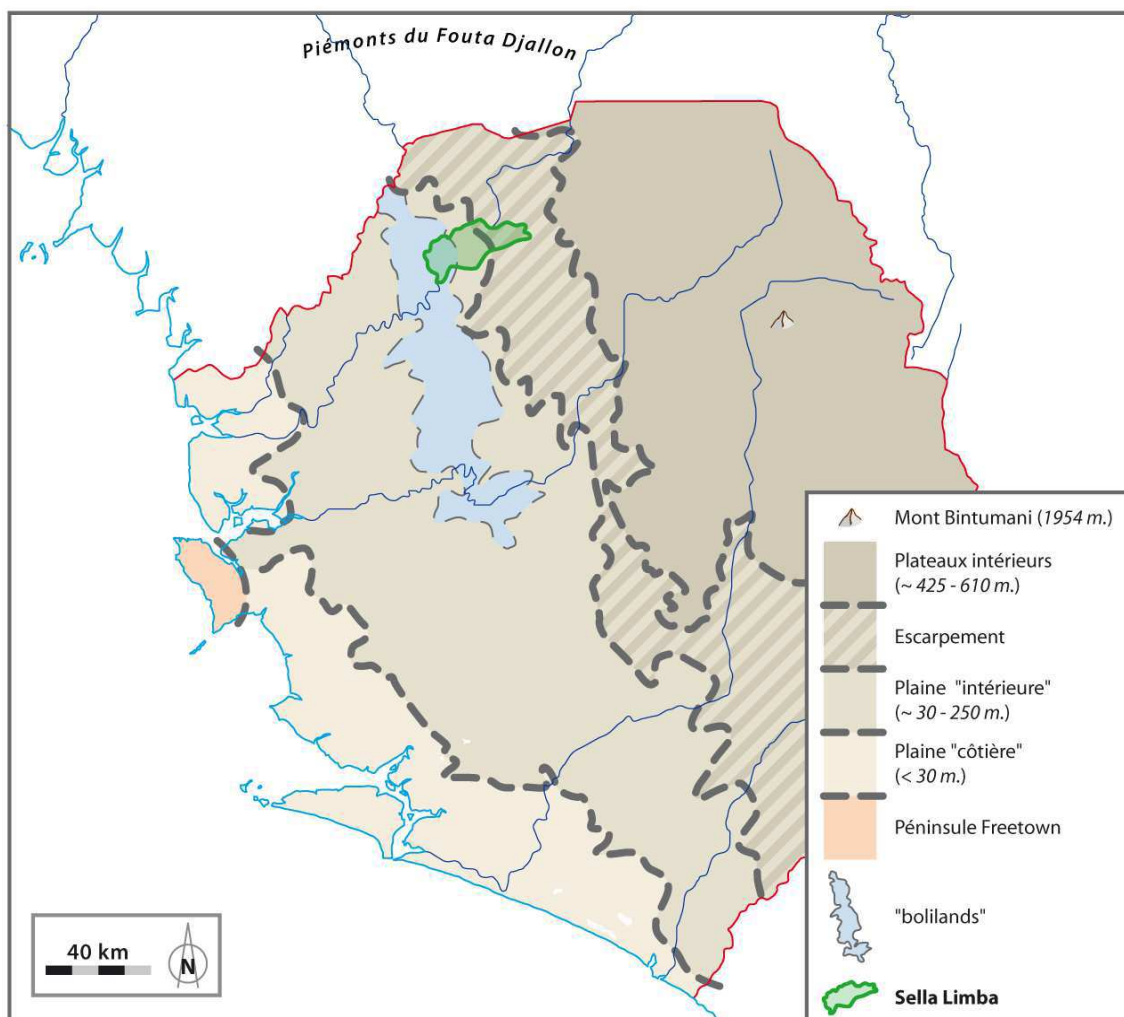 Piémonts du Fouta Djallon
Mont Bintumani (1954 m.)
Plateaux intérieurs
(~ 425 - 610 m.)
Escarpement
Plaine "intérieure"
(~ 30 - 250 m.)
Plaine "côtière"
(< 30 m.)
Péninsule Freetown
"bolilands"
Sella Limba
40 km
N